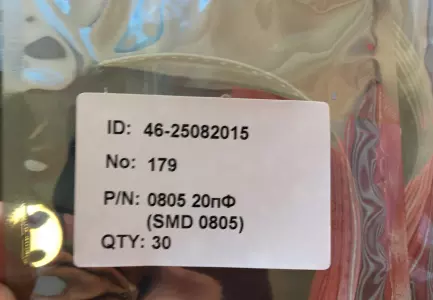 ID: 46-25082015
No: 179
P/N: 0805 20пФ
(SMD 0805)
QTY: 30